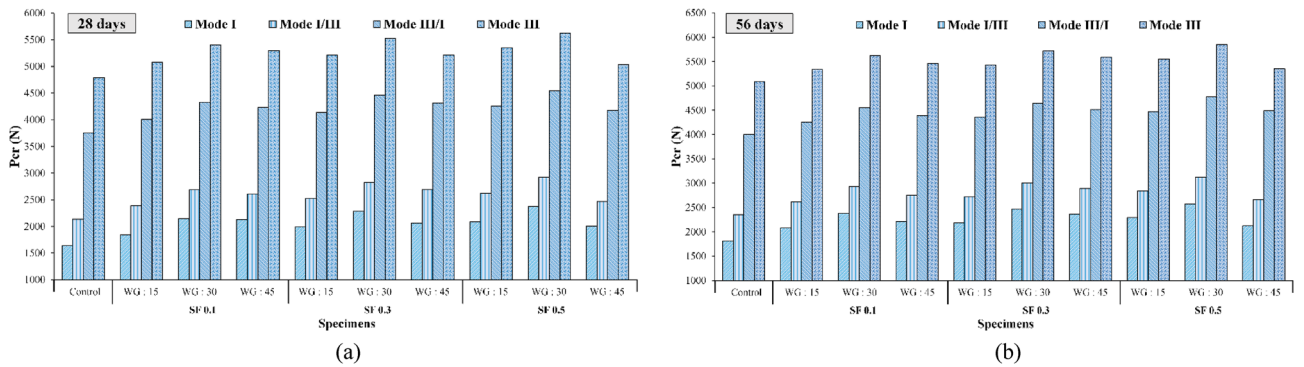 28 days
Mode I Mode I/III Mode III/I Mode III
6000
5500
5000
4500
4000
3500
3000
2500
2000
1500
1000
Pcr (N)
Control WG : 15 WG : 30 WG : 45 WG : 15 WG : 30 WG : 45 WG : 15 WG : 30 WG : 45
SF 0.1 SF 0.3 SF 0.5
Specimens
(a)
56 days
Mode I Mode I/III Mode III/I Mode III
6500
6000
5500
5000
4500
4000
3500
3000
2500
2000
1500
1000
Pcr (N)
Control WG : 15 WG : 30 WG : 45 WG : 15 WG : 30 WG : 45 WG : 15 WG : 30 WG : 45
SF 0.1 SF 0.3 SF 0.5
Specimens
(b)